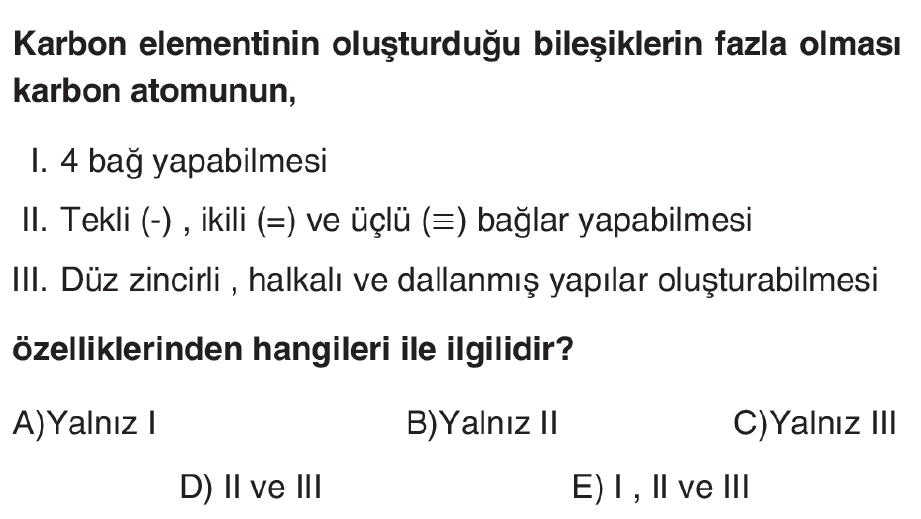 Karbon elementinin oluşturduğu bileşiklerin fazla olması
karbon atomunun,
I. 4 bağ yapabilmesi
II. Tekli (-) , ikili (=) ve üçlü (≡) bağlar yapabilmesi
III. Düz zincirli , halkalı ve dallanmış yapılar oluşturabilmesi
özelliklerinden hangileri ile ilgilidir?
A)Yalnız I B)Yalnız II C)Yalnız III
D) II ve III E) I , II ve III